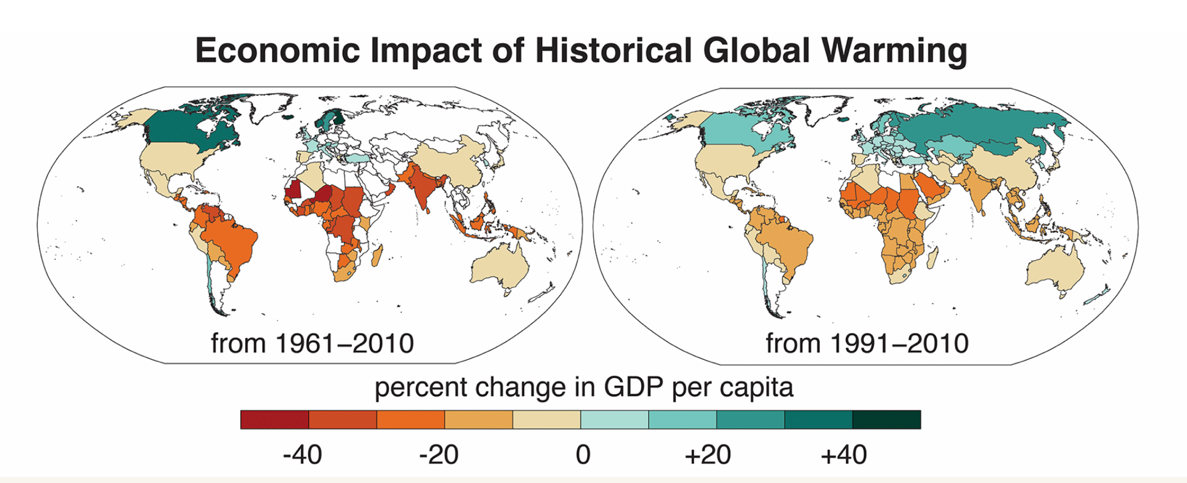 Economic Impact of Historical Global Warming
from 1961–2010
from 1991–2010
percent change in GDP per capita
-40 -20 0 +20 +40